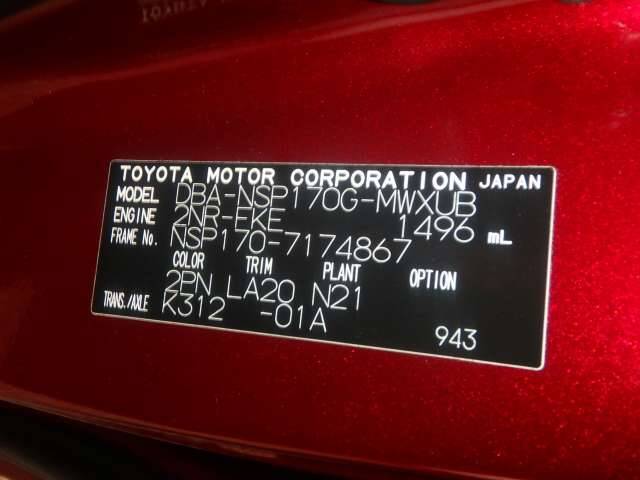 TOYOTA MOTOR CORPORATION JAPAN
MODEL DBA-NSP170G-MWXUB
ENGINE 2NR-FKE 1496 mL
FRAME No. NSP170-7174867
COLOR TRIM PLANT OPTION
2PN LA20 N21
TRANS./AXLE K312 -01A
943